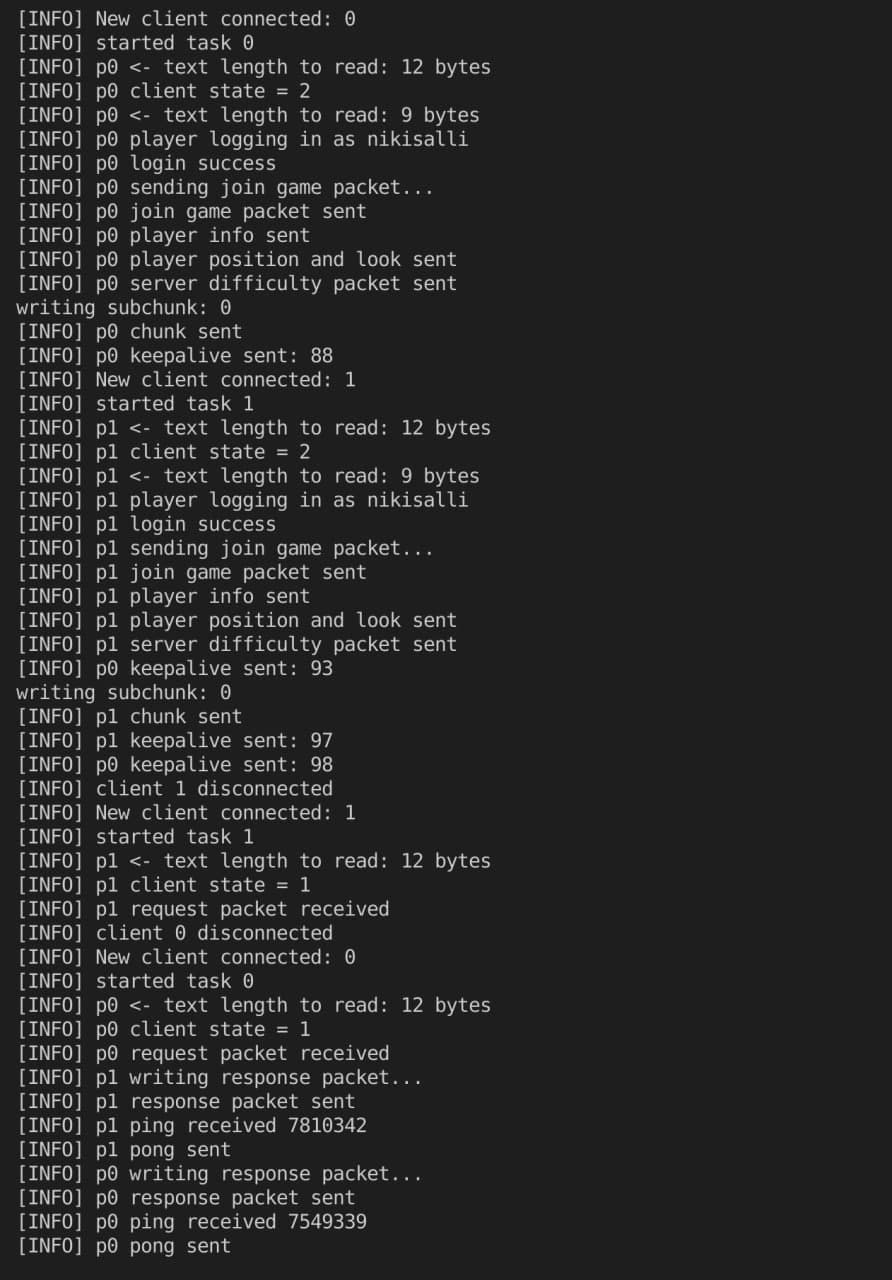 [INFO] New client connected: 0
[INFO] started task 0
[INFO] p0 <- text length to read: 12 bytes
[INFO] p0 client state = 2
[INFO] p0 <- text length to read: 9 bytes
[INFO] p0 player logging in as nikisalli
[INFO] p0 login success
[INFO] p0 sending join game packet...
[INFO] p0 join game packet sent
[INFO] p0 player info sent
[INFO] p0 player position and look sent
[INFO] p0 server difficulty packet sent
writing subchunk: 0
[INFO] p0 chunk sent
[INFO] p0 keepalive sent: 88
[INFO] New client connected: 1
[INFO] started task 1
[INFO] p1 <- text length to read: 12 bytes
[INFO] p1 client state = 2
[INFO] p1 <- text length to read: 9 bytes
[INFO] p1 player logging in as nikisalli
[INFO] p1 login success
[INFO] p1 sending join game packet...
[INFO] p1 join game packet sent
[INFO] p1 player info sent
[INFO] p1 player position and look sent
[INFO] p1 server difficulty packet sent
[INFO] p0 keepalive sent: 93
writing subchunk: 0
[INFO] p1 chunk sent
[INFO] p1 keepalive sent: 97
[INFO] p0 keepalive sent: 98
[INFO] client 1 disconnected
[INFO] New client connected: 1
[INFO] started task 1
[INFO] p1 <- text length to read: 12 bytes
[INFO] p1 client state = 1
[INFO] p1 request packet received
[INFO] client 0 disconnected
[INFO] New client connected: 0
[INFO] started task 0
[INFO] p0 <- text length to read: 12 bytes
[INFO] p0 client state = 1
[INFO] p0 request packet received
[INFO] p1 writing response packet...
[INFO] p1 response packet sent
[INFO] p1 ping received 7810342
[INFO] p1 pong sent
[INFO] p0 writing response packet...
[INFO] p0 response packet sent
[INFO] p0 ping received 7549339
[INFO] p0 pong sent